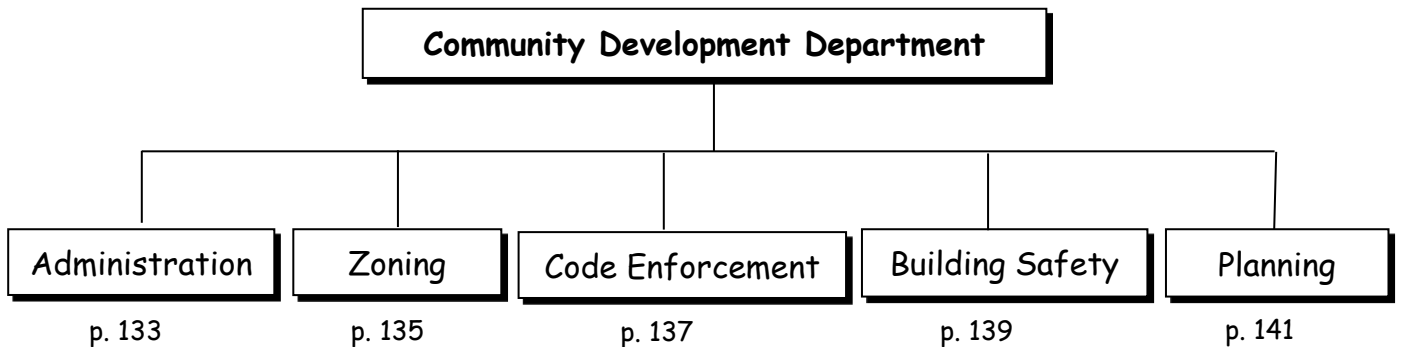 Community Development Department
Administration
Zoning
Code Enforcement
Building Safety
Planning
p. 133
p. 135
p. 137
p. 139
p. 141